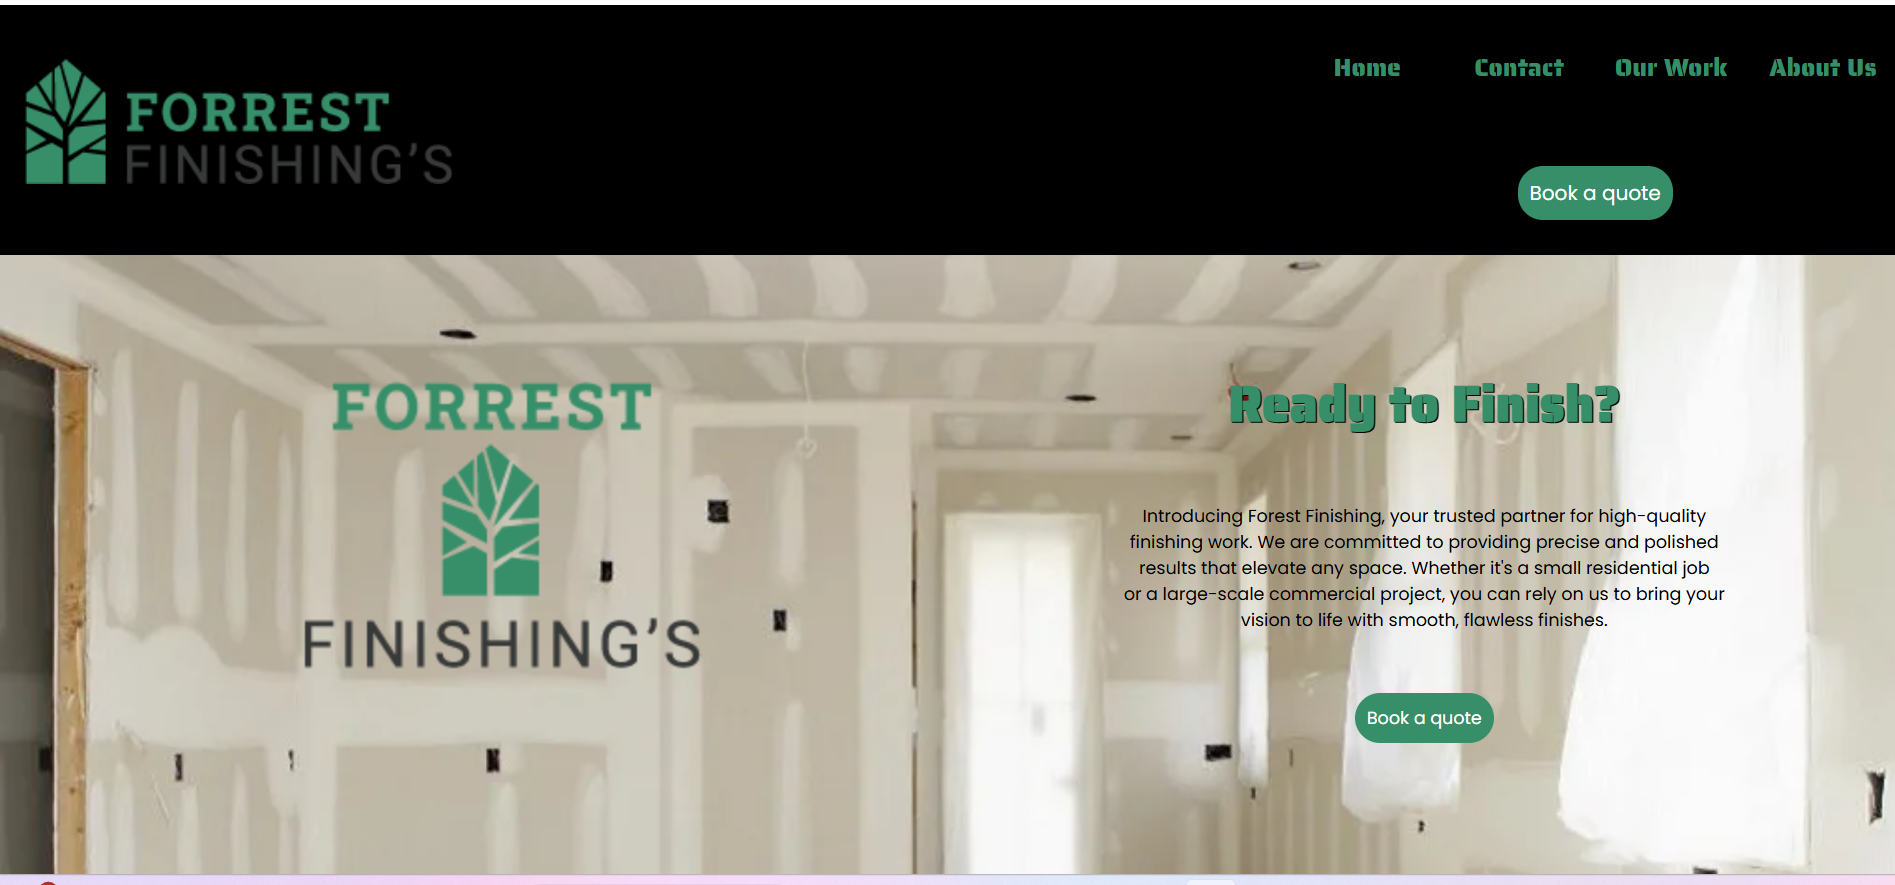 Home Contact Our Work About Us
FORREST
FINISHING'S
Book a quote
FORREST
FINISHING'S
Ready to Finish?
Introducing Forest Finishing, your trusted partner for high-quality
finishing work. We are committed to providing precise and polished
results that elevate any space. Whether it's a small residential job
or a large-scale commercial project, you can rely on us to bring your
vision to life with smooth, flawless finishes.
Book a quote